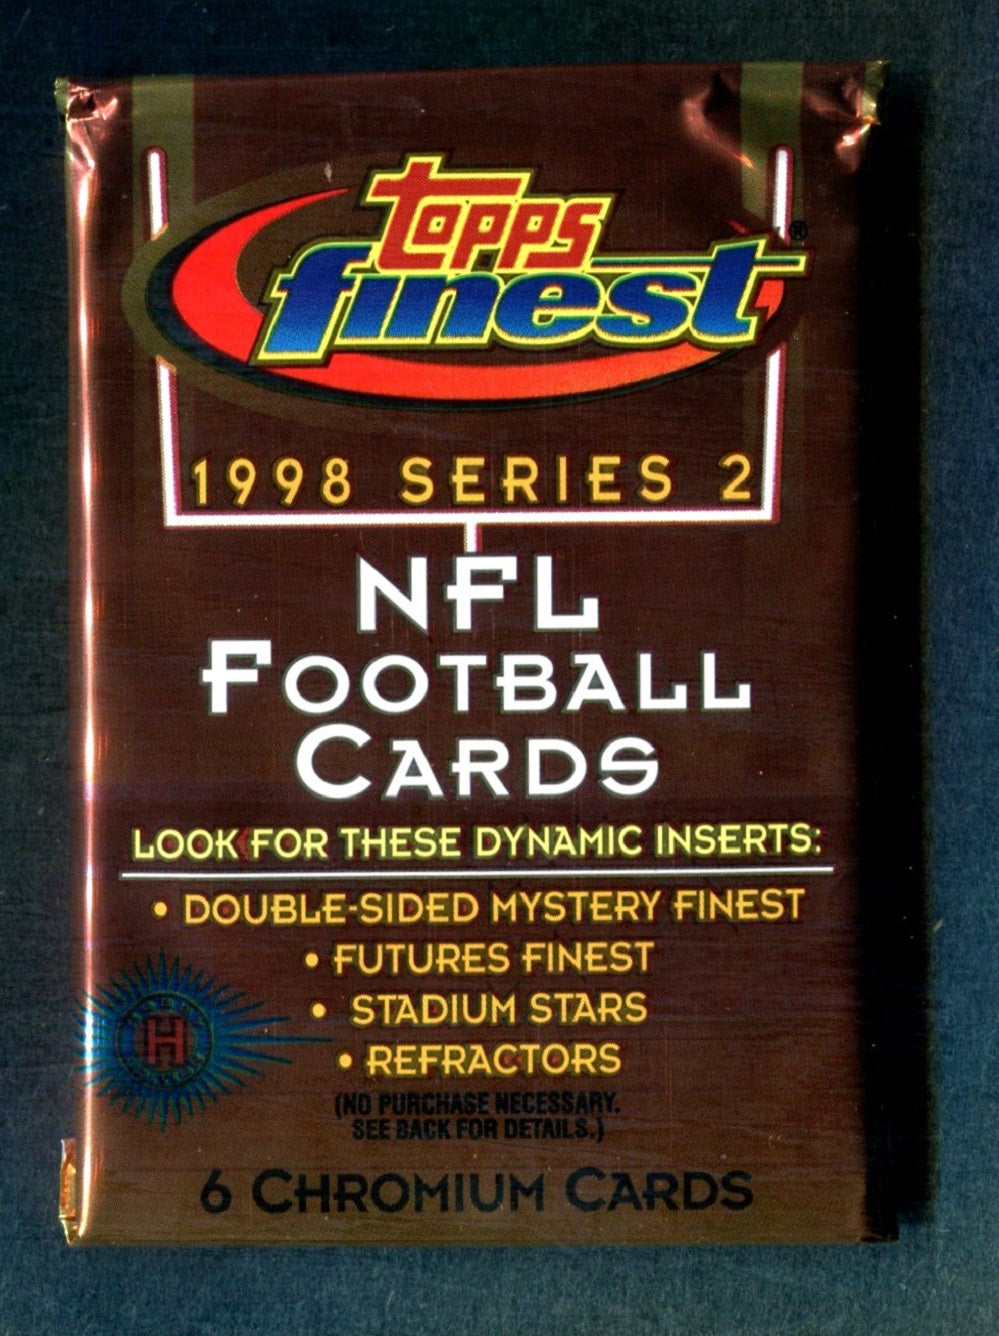 Topps
finest
®
1998 SERIES 2
NFL
FOOTBALL
CARDS
LOOK FOR THESE DYNAMIC INSERTS:
• DOUBLE-SIDED MYSTERY FINEST
• FUTURES FINEST
• STADIUM STARS
• REFRACTORS
H
(NO PURCHASE NECESSARY.
SEE BACK FOR DETAILS.)
6 CHROMIUM CARDS